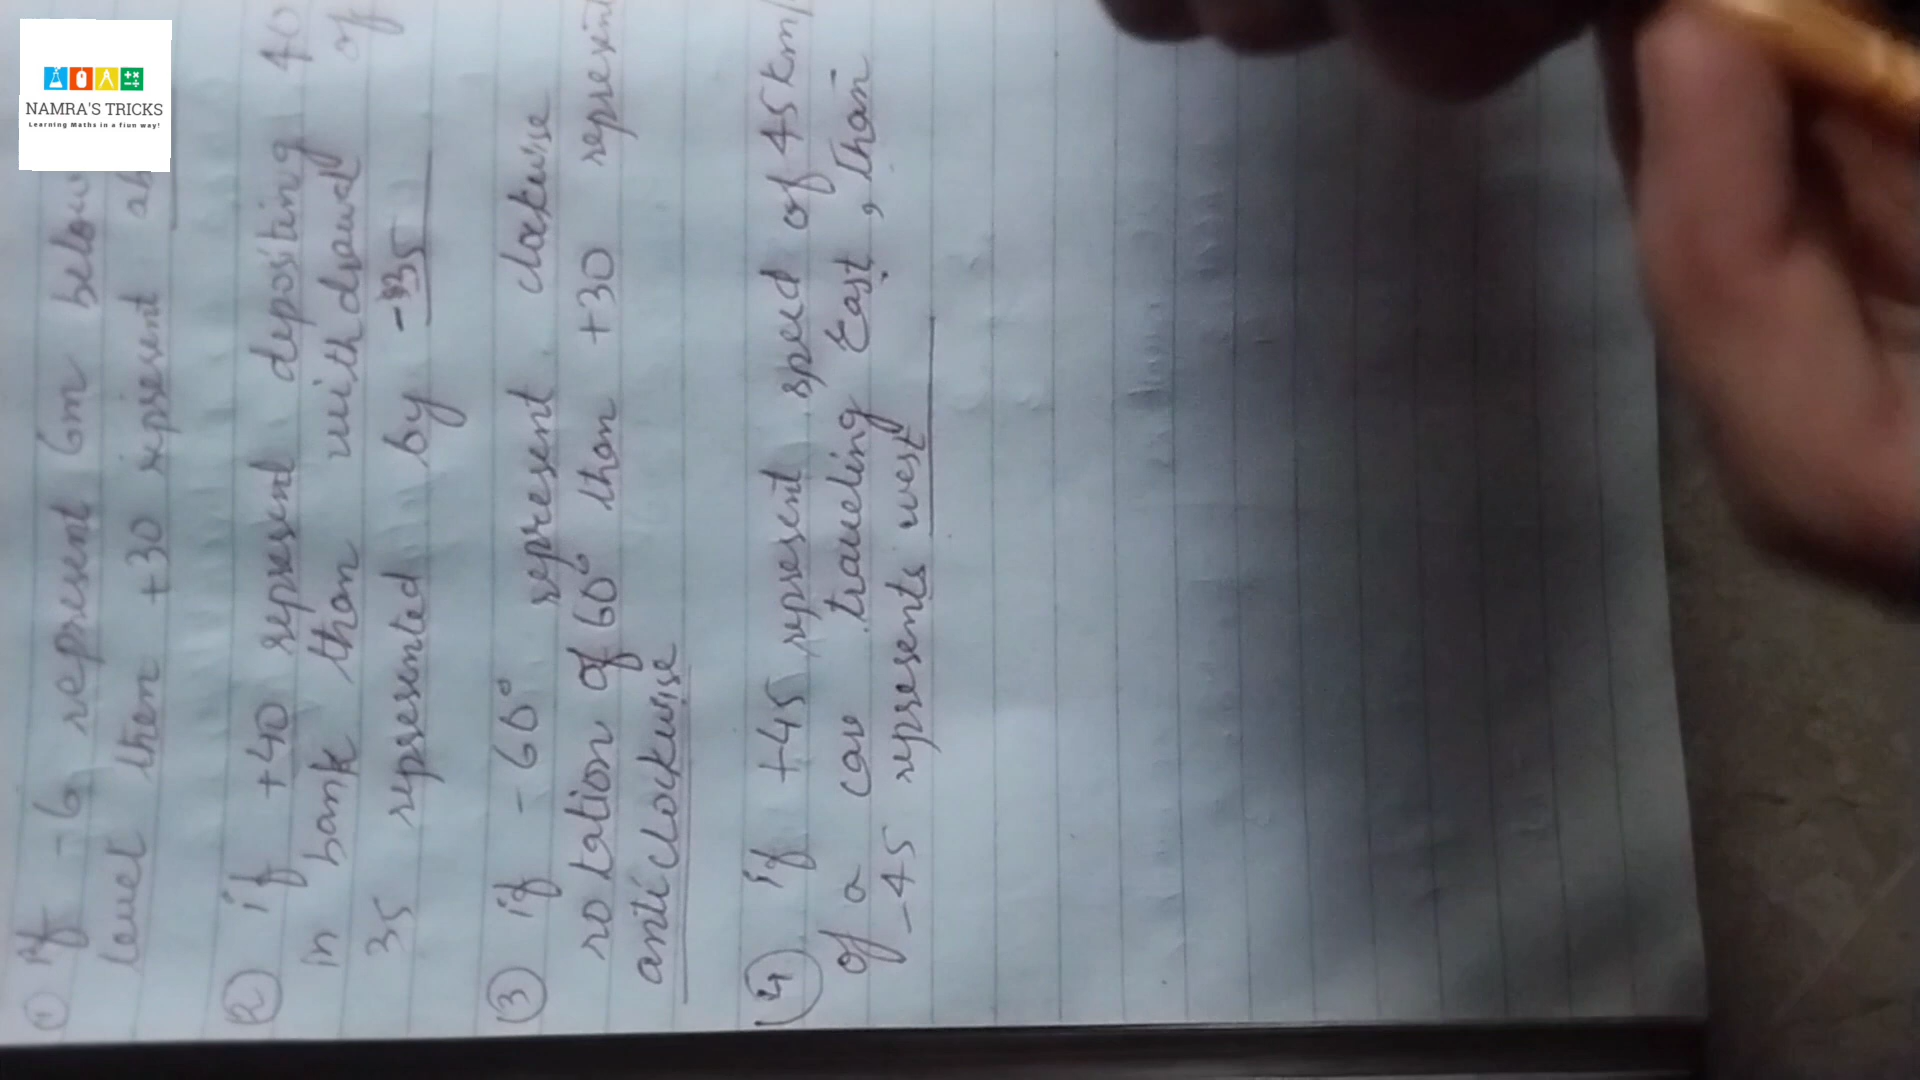 NAMRA'S TRICKS
Learning Maths in a fiun way!
① if -6 represent 6m below
level then +30 represent ab
② if +40 represent depositing 40
in bank than withdrawl of
35 represented by -35
③ if -60° represent clockwise
rotation of 60° than +30 represent
anticlockwise
④ if +45 represent speed of 45 km/
of a car traveling East, than
-45 represents west